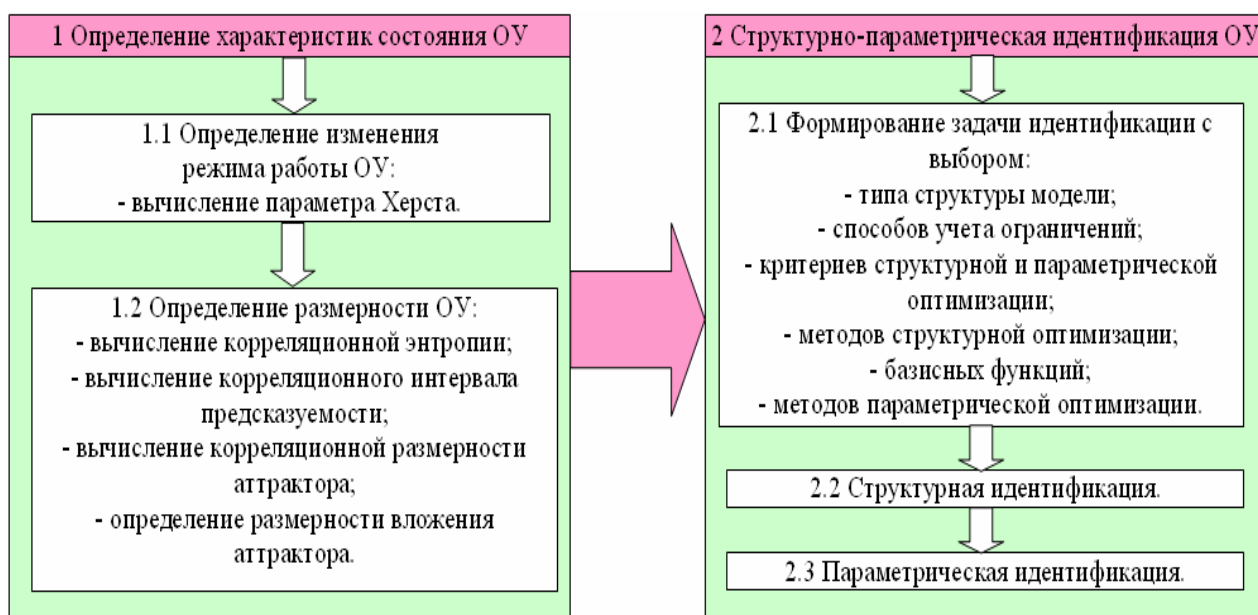 1 Определение характеристик состояния ОУ
1.1 Определение изменения
режима работы ОУ:
- вычисление параметра Херста.
1.2 Определение размерности ОУ:
- вычисление корреляционной энтропии;
- вычисление корреляционного интервала
предсказуемости;
- вычисление корреляционной размерности
аттрактора;
- определение размерности вложения
аттрактора.
2 Структурно-параметрическая идентификация ОУ
2.1 Формирование задачи идентификации с
выбором:
- типа структуры модели;
- способов учета ограничений;
- критериев структурной и параметрической
оптимизации;
- методов структурной оптимизации;
- базисных функций;
- методов параметрической оптимизации.
2.2 Структурная идентификация.
2.3 Параметрическая идентификация.